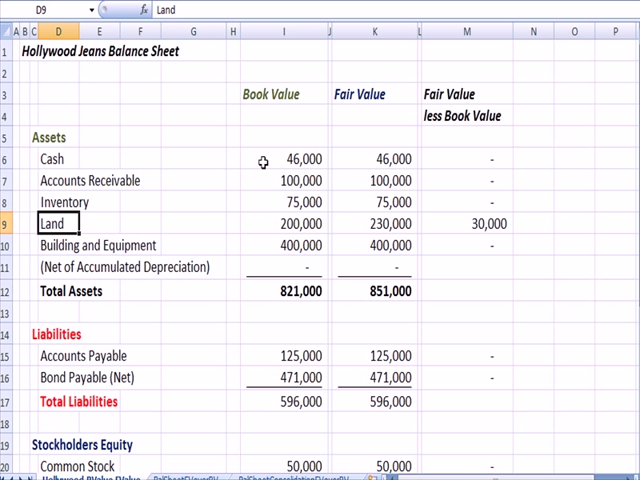 D9 fx Land
A B C D E F G H I J K L M N O P
1 Hollywood Jeans Balance Sheet
2
3 Book Value Fair Value Fair Value
4 less Book Value
5 Assets
6 Cash 46,000 46,000 -
7 Accounts Receivable 100,000 100,000 -
8 Inventory 75,000 75,000 -
9 Land 200,000 230,000 30,000
10 Building and Equipment 400,000 400,000 -
11 (Net of Accumulated Depreciation) - -
12 Total Assets 821,000 851,000
13
14 Liabilities
15 Accounts Payable 125,000 125,000 -
16 Bond Payable (Net) 471,000 471,000 -
17 Total Liabilities 596,000 596,000
18
19 Stockholders Equity
20 Common Stock 50,000 50,000 -